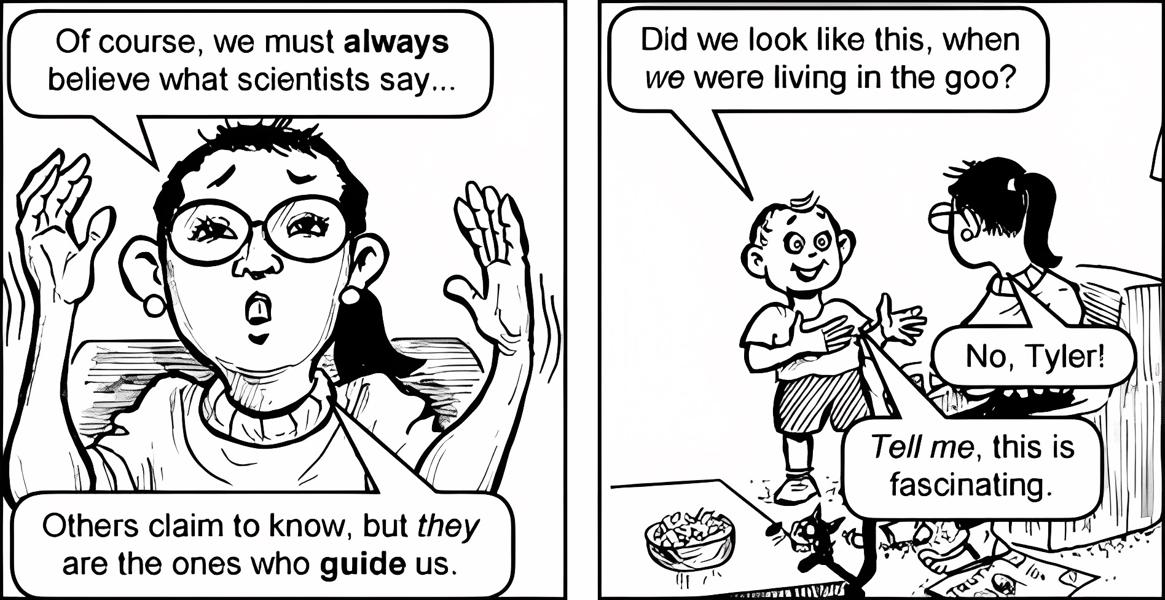 Of course, we must always
believe what scientists say...
Others claim to know, but they
are the ones who guide us.
Did we look like this, when
we were living in the goo?
No, Tyler!
Tell me, this is
fascinating.